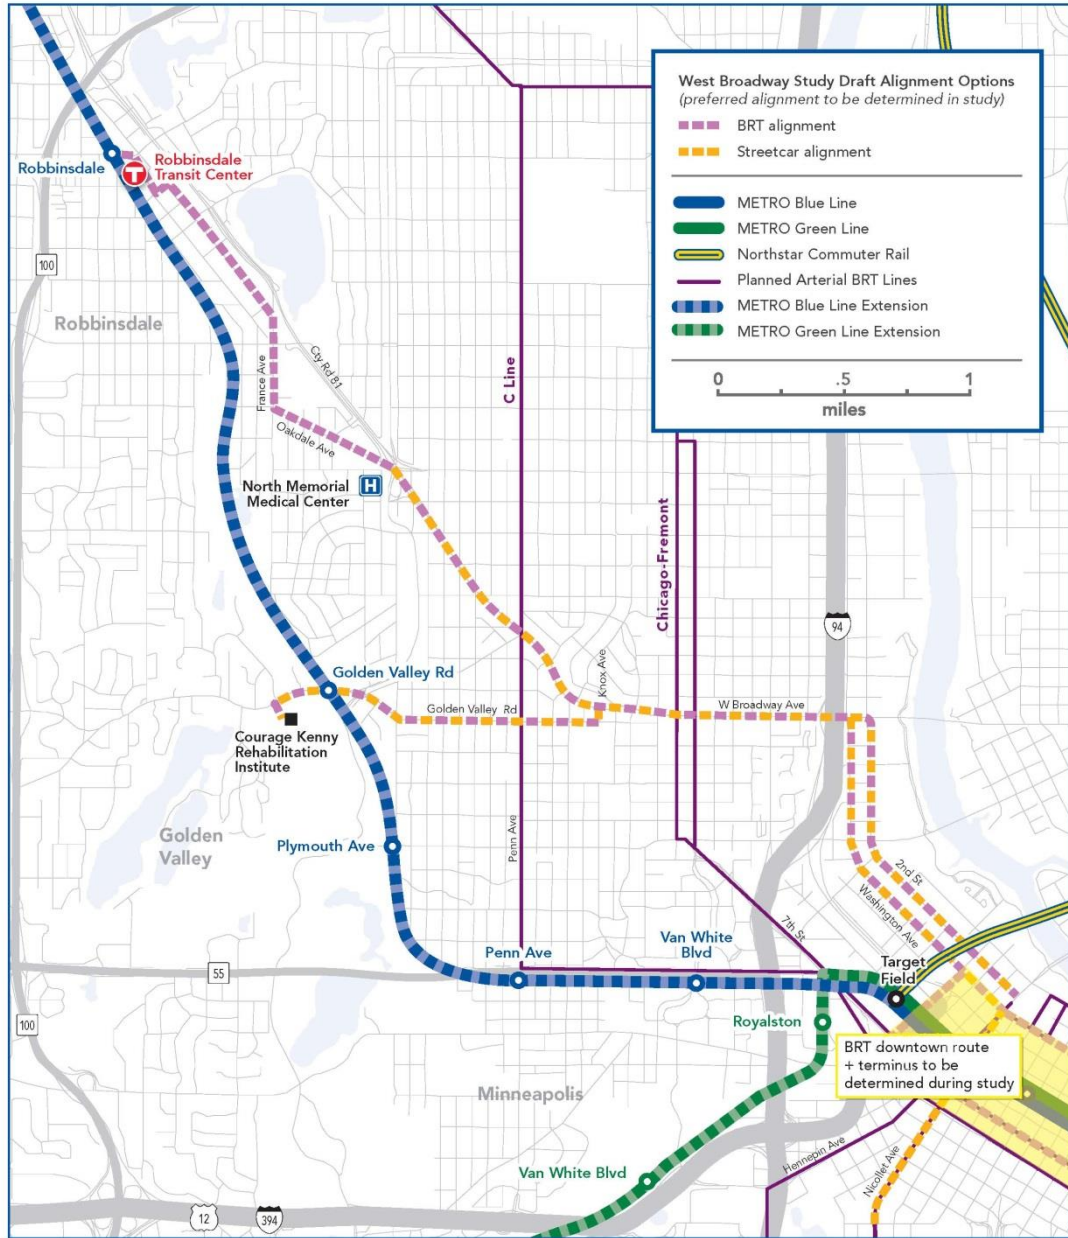 West Broadway Study Draft Alignment Options
(preferred alignment to be determined in study)
BRT alignment
Streetcar alignment
METRO Blue Line
METRO Green Line
Northstar Commuter Rail
Planned Arterial BRT Lines
METRO Blue Line Extension
METRO Green Line Extension
0 .5 1
miles
Robbinsdale
T
Robbinsdale
Transit Center
100
Robbinsdale
France Ave
Cty Rd 81
Oakdale Ave
C Line
North Memorial
Medical Center
H
Chicago-Fremont
94
Golden Valley Rd
Knox Ave
Golden Valley Rd
W Broadway Ave
Courage Kenny
Rehabilitation
Institute
Golden
Valley
Plymouth Ave
Penn Ave
2nd St
Washington Ave
7th St
55
Penn Ave
Van White
Blvd
Target
Field
100
Royalston
BRT downtown route
+ terminus to be
determined during study
Minneapolis
Hennepin Ave
Nicollet Ave
Van White Blvd
12
394